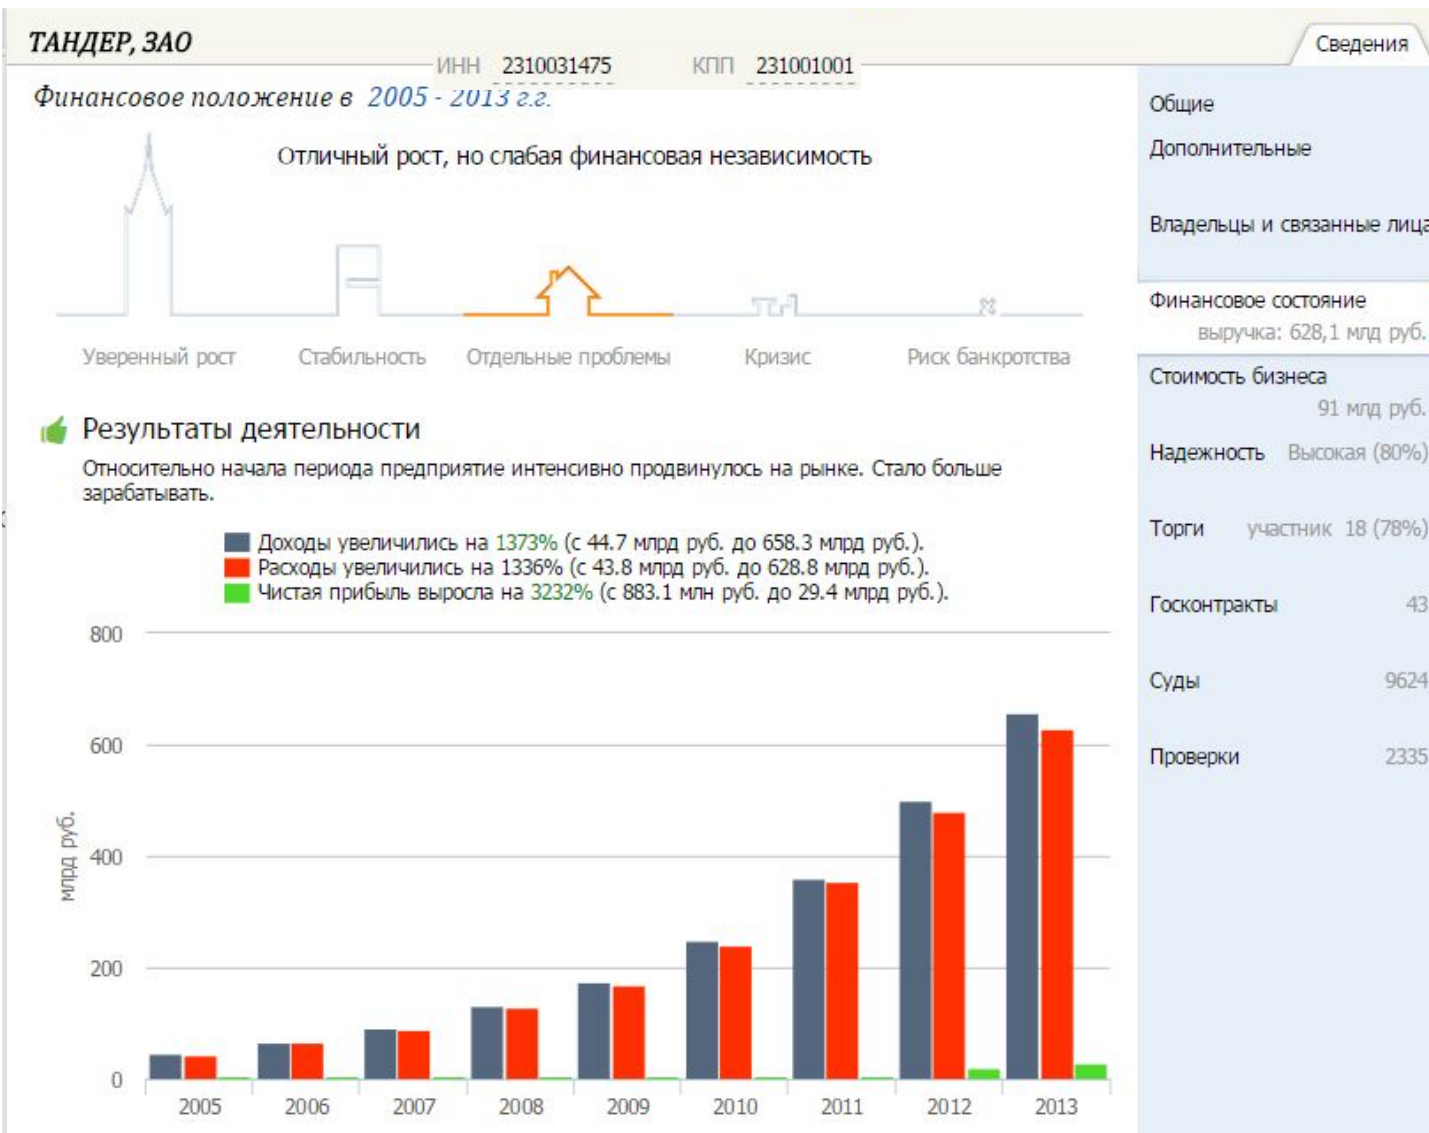 ТАНДЕР, ЗАО
ИНН 2310031475 КПП 231001001
Сведения
Финансовое положение в 2005 - 2013 г.г.
Отличный рост, но слабая финансовая независимость
Уверенный рост Стабильность Отдельные проблемы Кризис Риск банкротства
Результаты деятельности
Относительно начала периода предприятие интенсивно продвинулось на рынке. Стало больше
зарабатывать.
Доходы увеличились на 1373% (с 44.7 млрд руб. до 658.3 млрд руб.).
Расходы увеличились на 1336% (с 43.8 млрд руб. до 628.8 млрд руб.).
Чистая прибыль выросла на 3232% (с 883.1 млн руб. до 29.4 млрд руб.).
800
600
400
200
0
млрд руб.
2005 2006 2007 2008 2009 2010 2011 2012 2013
Общие
Дополнительные
Владельцы и связанные лица
Финансовое состояние
выручка: 628,1 млд руб.
Стоимость бизнеса
91 млд руб.
Надежность Высокая (80%)
Торги участник 18 (78%)
Госконтракты 43
Суды 9624
Проверки 2335